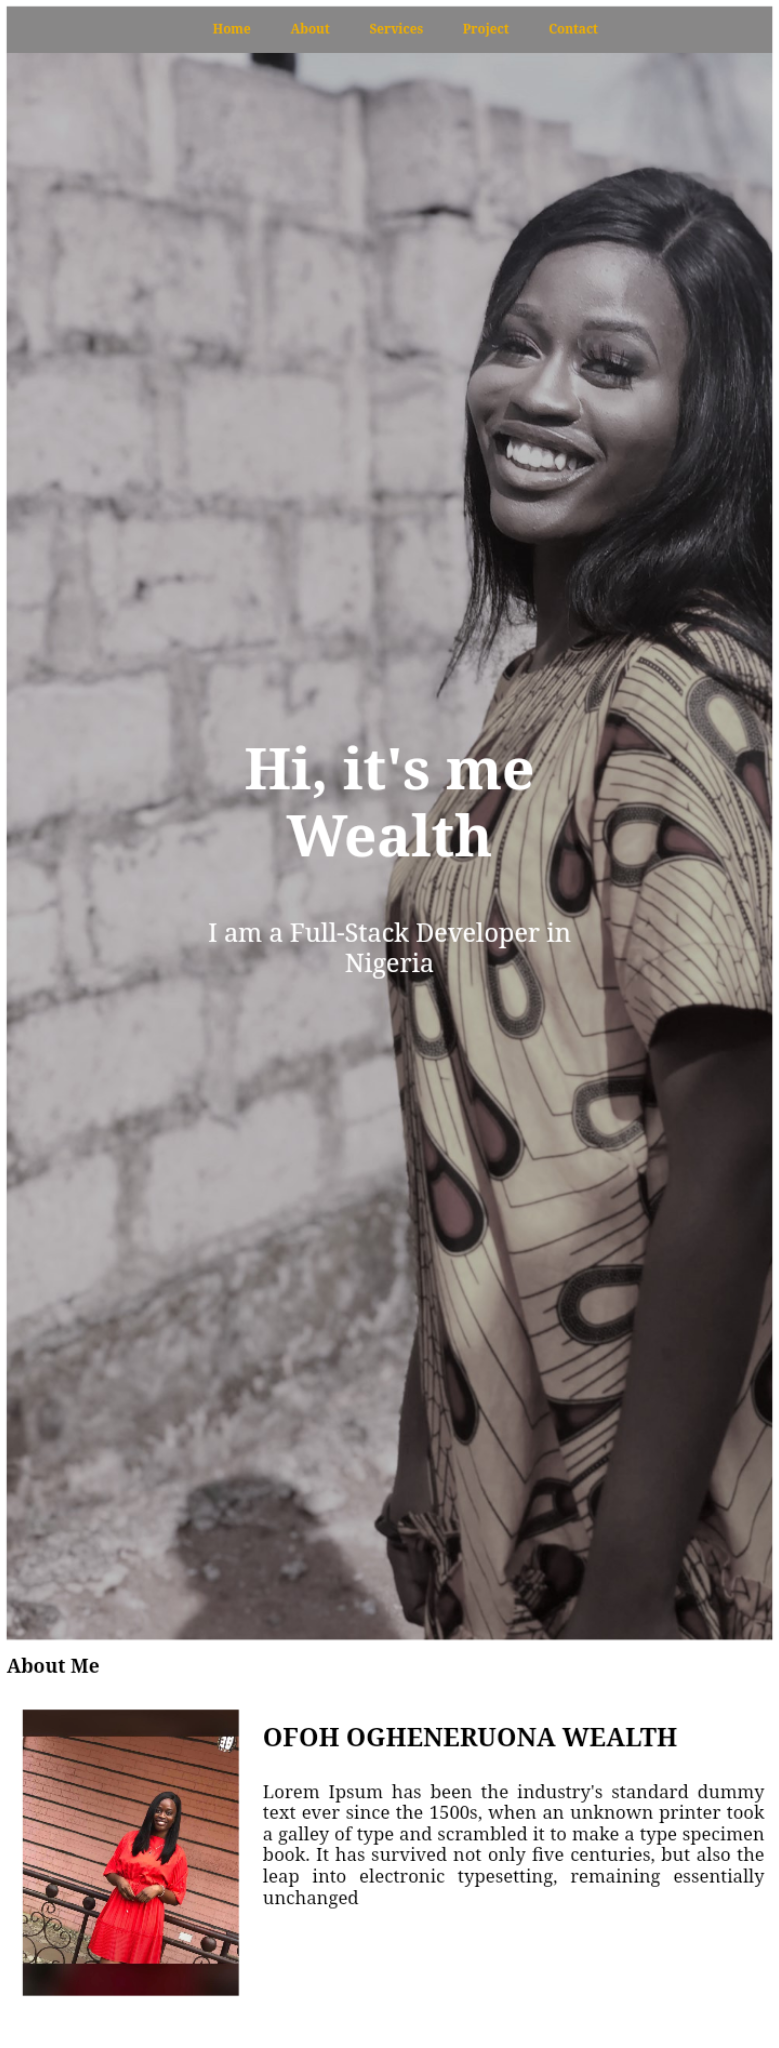 Home About Services Project Contact
Hi, it's me
Wealth
I am a Full-Stack Developer in
Nigeria
About Me
OFOH OGHENERUONA WEALTH
Lorem Ipsum has been the industry's standard dummy
text ever since the 1500s, when an unknown printer took
a galley of type and scrambled it to make a type specimen
book. It has survived not only five centuries, but also the
leap into electronic typesetting, remaining essentially
unchanged